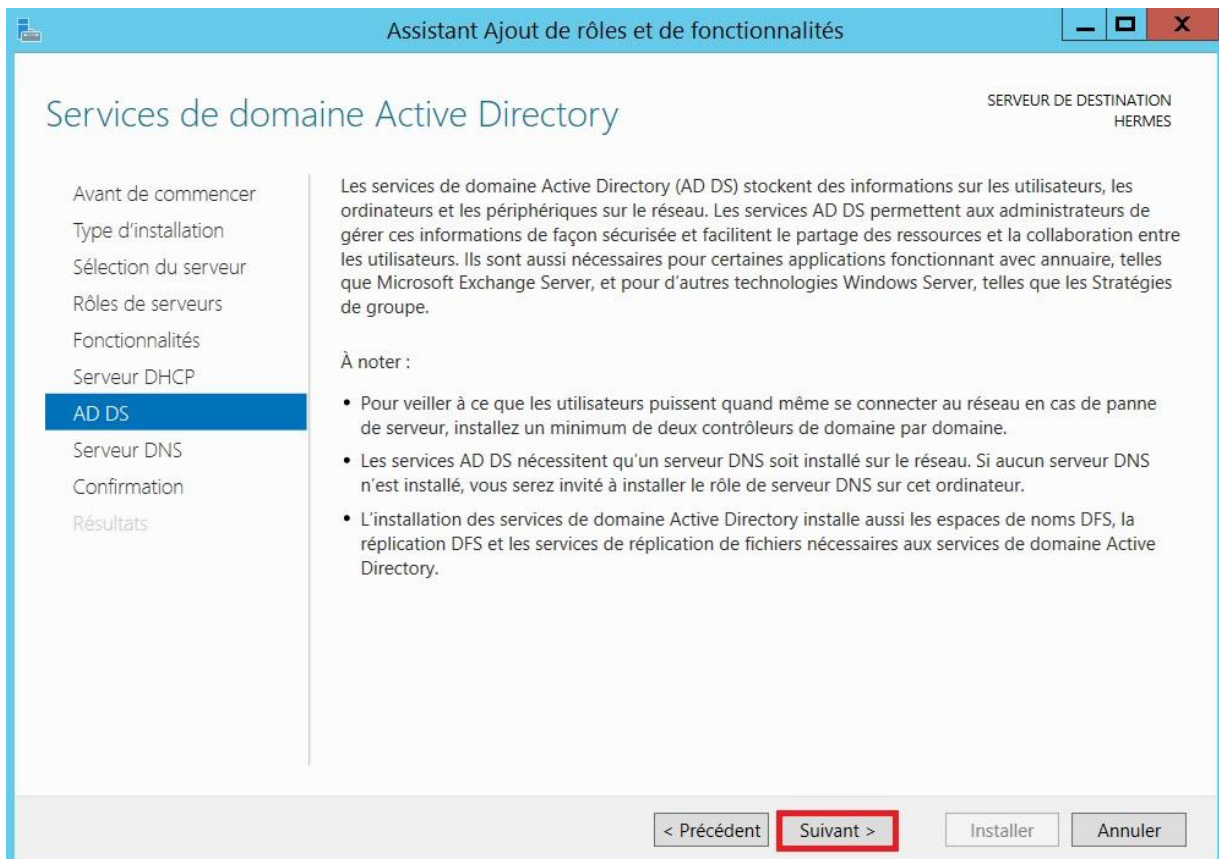 Assistant Ajout de rôles et de fonctionnalités
X
Services de domaine Active Directory
SERVEUR DE DESTINATION
HERMES
Avant de commencer
Type d’installation
Sélection du serveur
Rôles de serveurs
Fonctionnalités
Serveur DHCP
AD DS
Serveur DNS
Confirmation
Résultats
Les services de domaine Active Directory (AD DS) stockent des informations sur les utilisateurs, les
ordinateurs et les périphériques sur le réseau. Les services AD DS permettent aux administrateurs de
gérer ces informations de façon sécurisée et facilitent le partage des ressources et la collaboration entre
les utilisateurs. Ils sont aussi nécessaires pour certaines applications fonctionnant avec annuaire, telles
que Microsoft Exchange Server, et pour d’autres technologies Windows Server, telles que les Stratégies
de groupe.
À noter :
• Pour veiller à ce que les utilisateurs puissent quand même se connecter au réseau en cas de panne
de serveur, installez un minimum de deux contrôleurs de domaine par domaine.
• Les services AD DS nécessitent qu’un serveur DNS soit installé sur le réseau. Si aucun serveur DNS
n’est installé, vous serez invité à installer le rôle de serveur DNS sur cet ordinateur.
• L’installation des services de domaine Active Directory installe aussi les espaces de noms DFS, la
réplication DFS et les services de réplication de fichiers nécessaires aux services de domaine Active
Directory.
< Précédent
Suivant >
Installer
Annuler